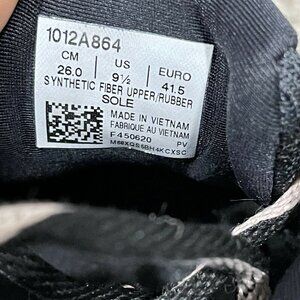 1012A864
CM US EURO
26.0 9½ 41.5
SYNTHETIC FIBER UPPER/RUBBER
SOLE
MADE IN VIETNAM
FABRIQUE AU VIETNAM
F450620 PV